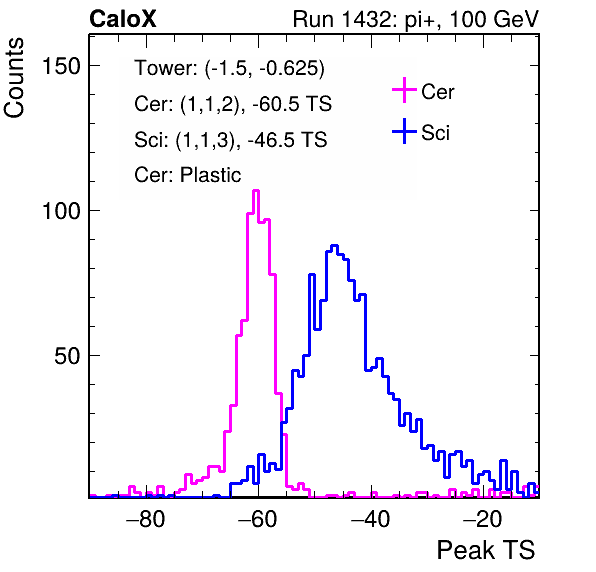 CaloX Run 1432: pi+, 100 GeV
Counts
Tower: (-1.5, -0.625)
Cer: (1,1,2), -60.5 TS
Sci: (1,1,3), -46.5 TS
Cer: Plastic
Cer
Sci
150
100
50
−80 −60 −40 −20
Peak TS